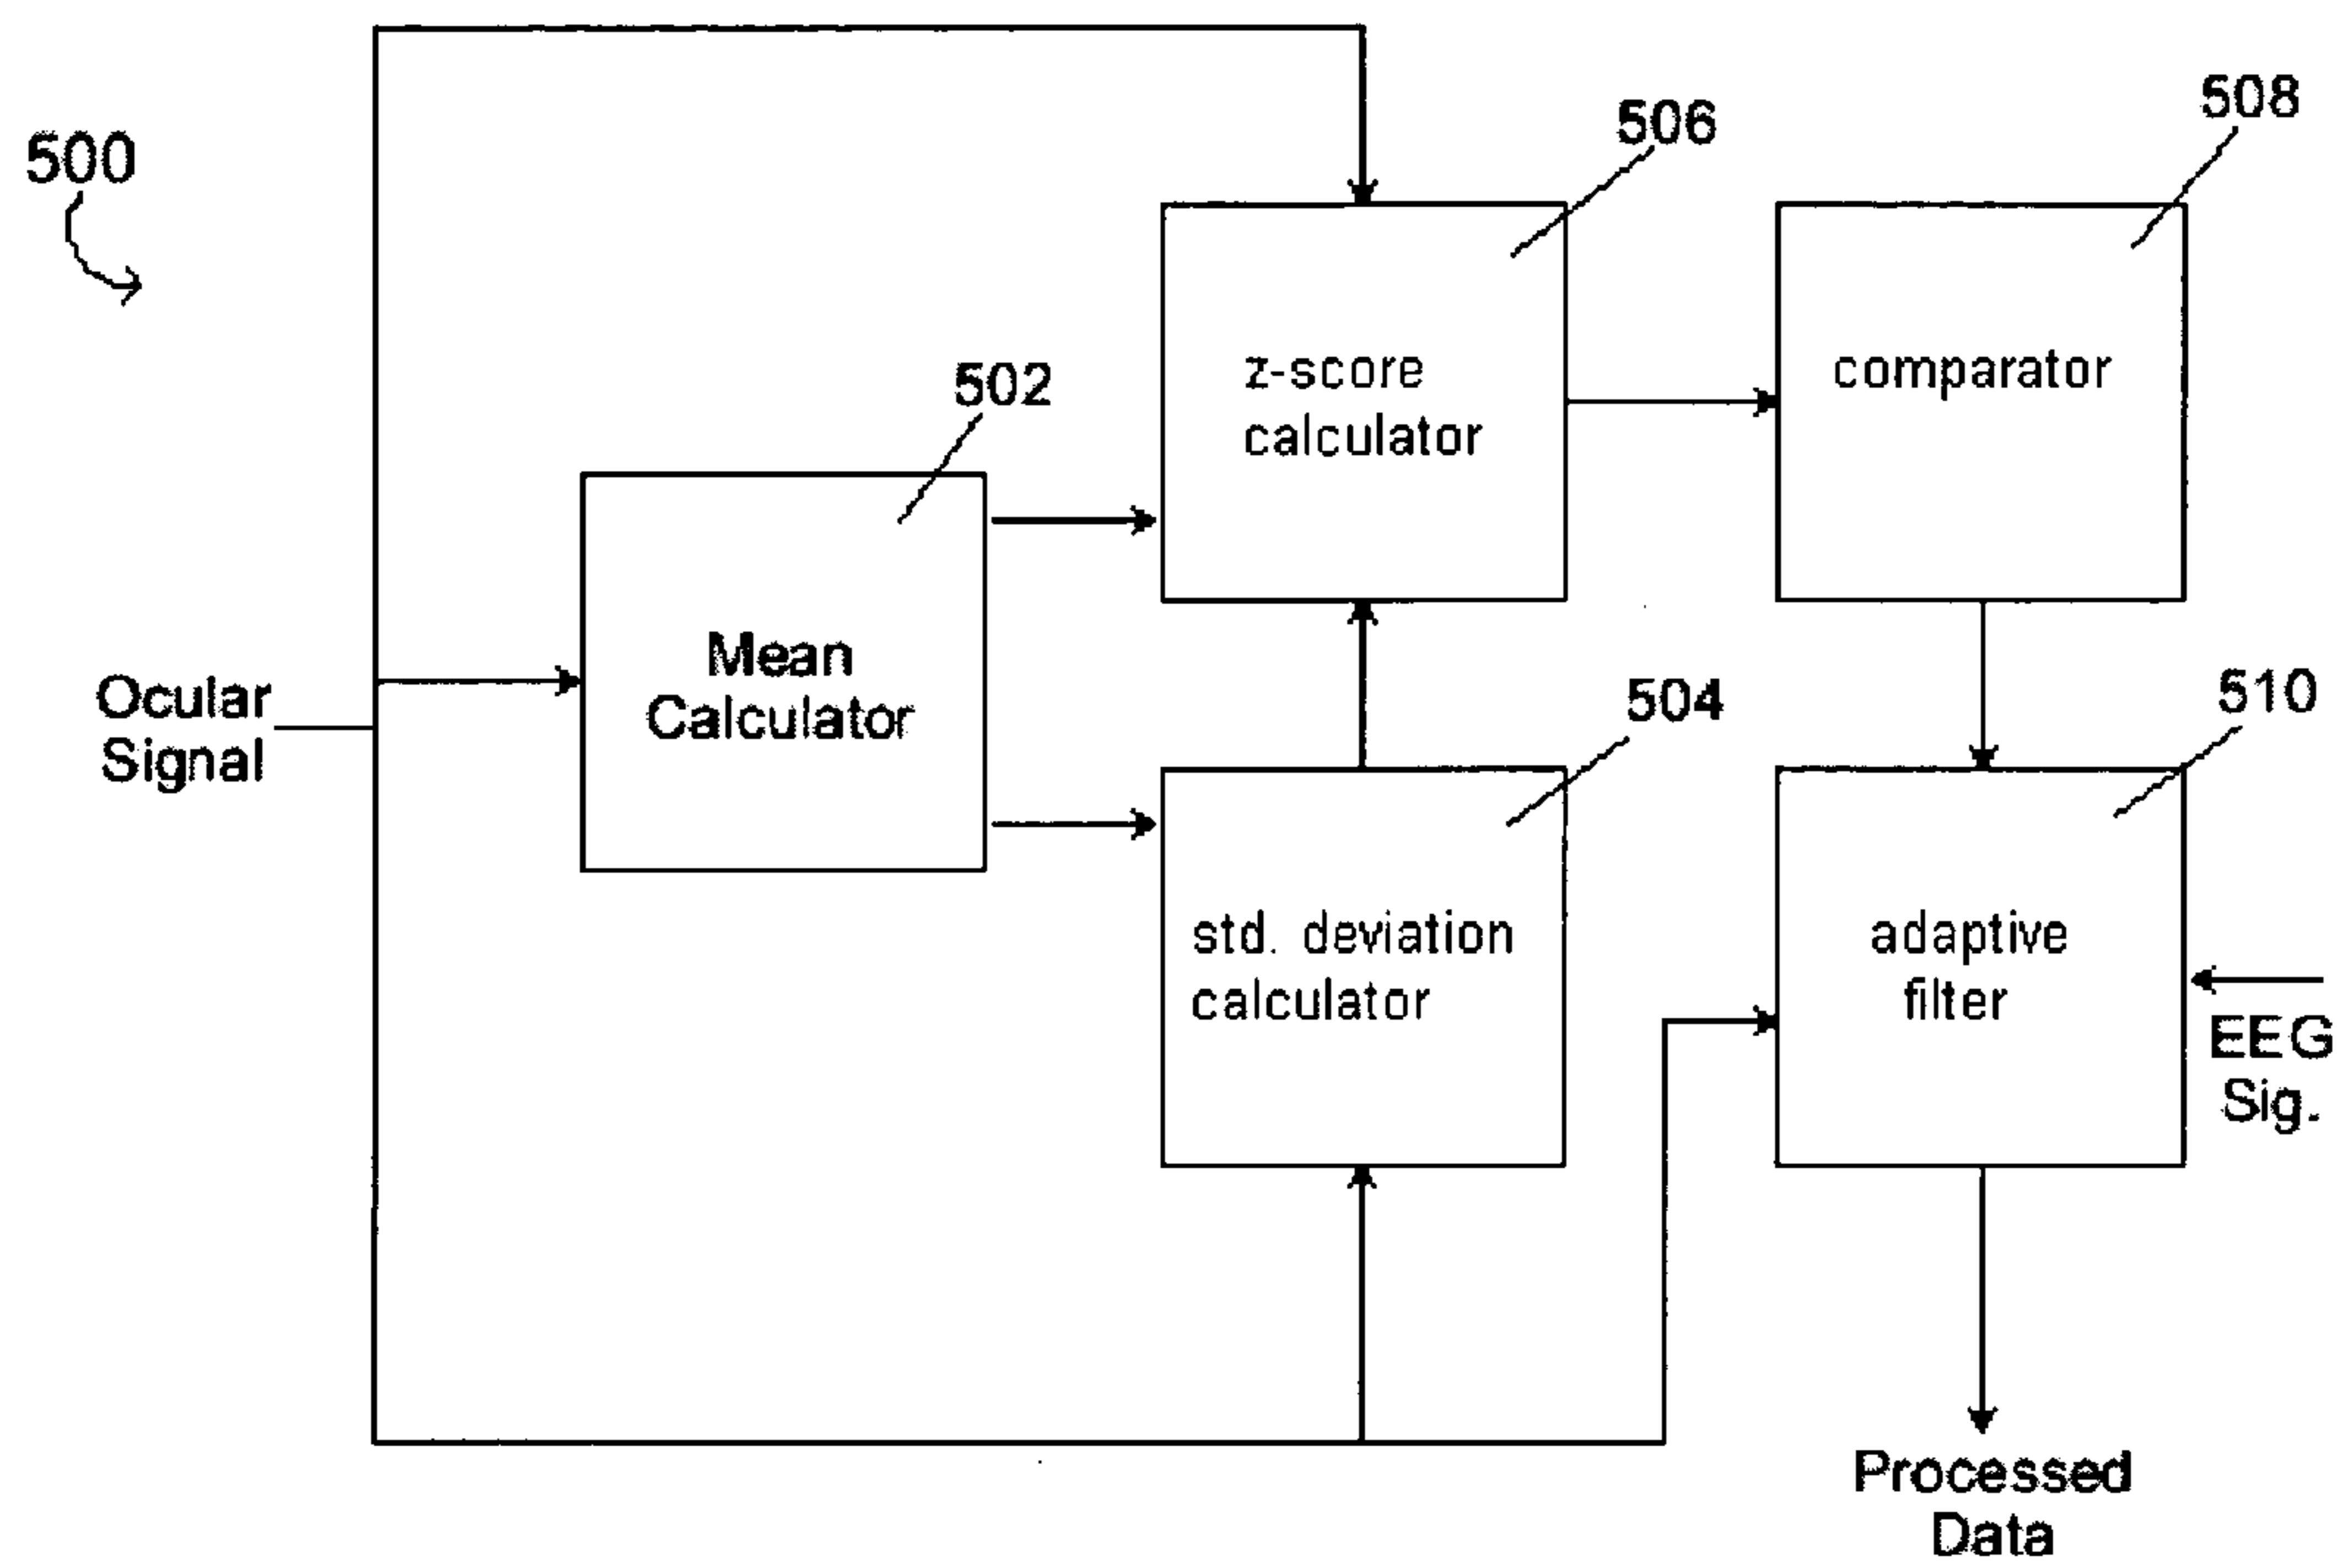 500
506
508
z-score
calculator
comparator
502
Mean
Calculator
Ocular
Signal
504
510
std. deviation
calculator
adaptive
filter
EEG
Sig.
Processed
Data